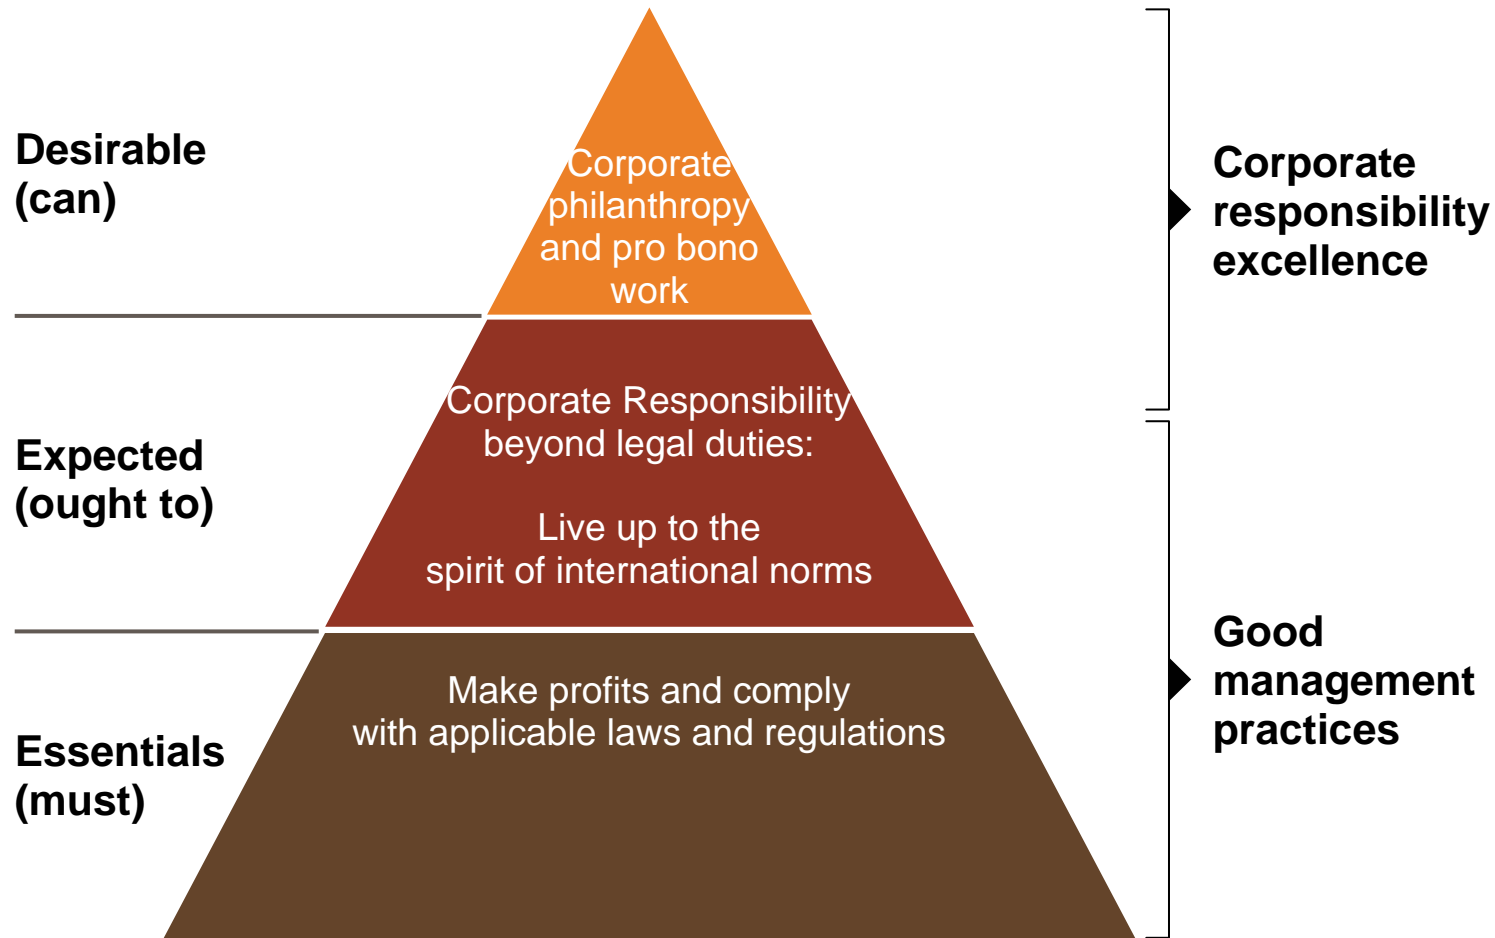 Desirable
(can)
Corporate
philanthropy
and pro bono
work
Corporate
responsibility
excellence
Expected
(ought to)
Corporate Responsibility
beyond legal duties:
Live up to the
spirit of international norms
Good
management
practices
Essentials
(must)
Make profits and comply
with applicable laws and regulations